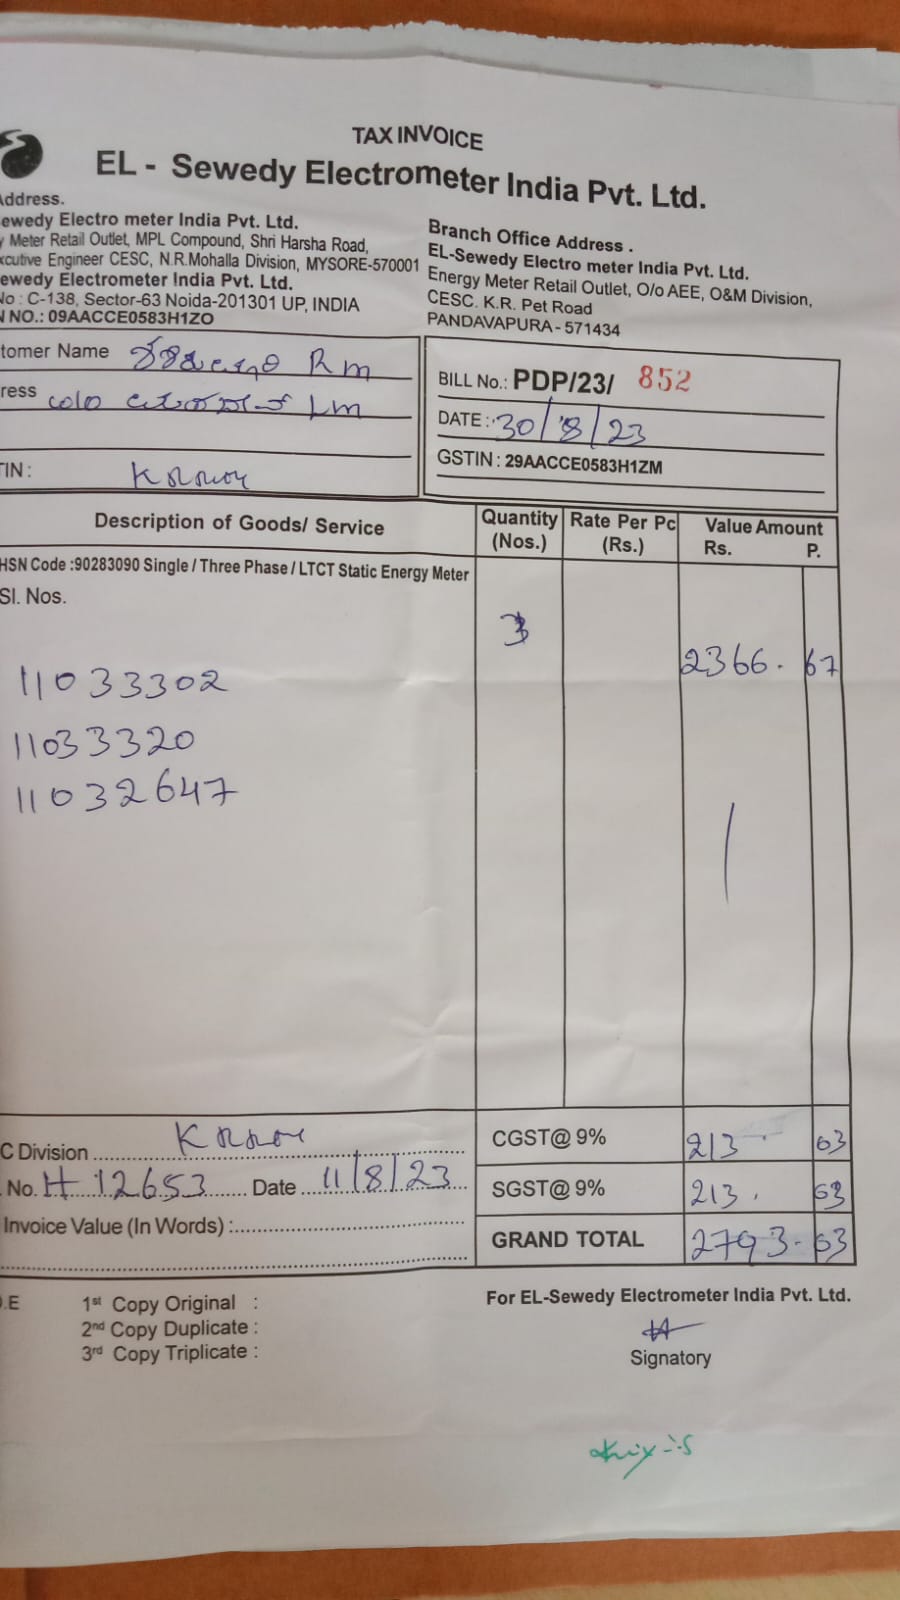 TAX INVOICE
EL - Sewedy Electrometer India Pvt. Ltd.
Address.
ewedy Electro meter India Pvt. Ltd.
y Meter Retail Outlet, MPL Compound, Shri Harsha Road,
xcutive Engineer CESC, N.R.Mohalla Division, MYSORE-570001
ewedy Electrometer India Pvt. Ltd.
No : C-138, Sector-63 Noida-201301 UP, INDIA
N NO.: 09AACCE0583H1ZO
Branch Office Address .
EL-Sewedy Electro meter India Pvt. Ltd.
Energy Meter Retail Outlet, O/o AEE, O&M Division,
CESC. K.R. Pet Road
PANDAVAPURA - 571434
tomer Name Rm
ress Lm
TIN :
BILL No.: PDP/23/ 852
DATE : 30/8/23
GSTIN : 29AACCE0583H1ZM
Description of Goods/ Service Quantity (Nos.) Rate Per Pc (Rs.) Value Amount Rs. P.
HSN Code :90283090 Single / Three Phase / LTCT Static Energy Meter
Sl. Nos.
3 2366. 67
11033302
11033320
11032647
C Division
No. H 12653 Date 11/8/23
Invoice Value (In Words) :
CGST@ 9% 213 63
SGST@ 9% 213. 63
GRAND TOTAL 2793. 63
O.E 1st Copy Original :
2nd Copy Duplicate :
3rd Copy Triplicate :
For EL-Sewedy Electrometer India Pvt. Ltd.
Signatory